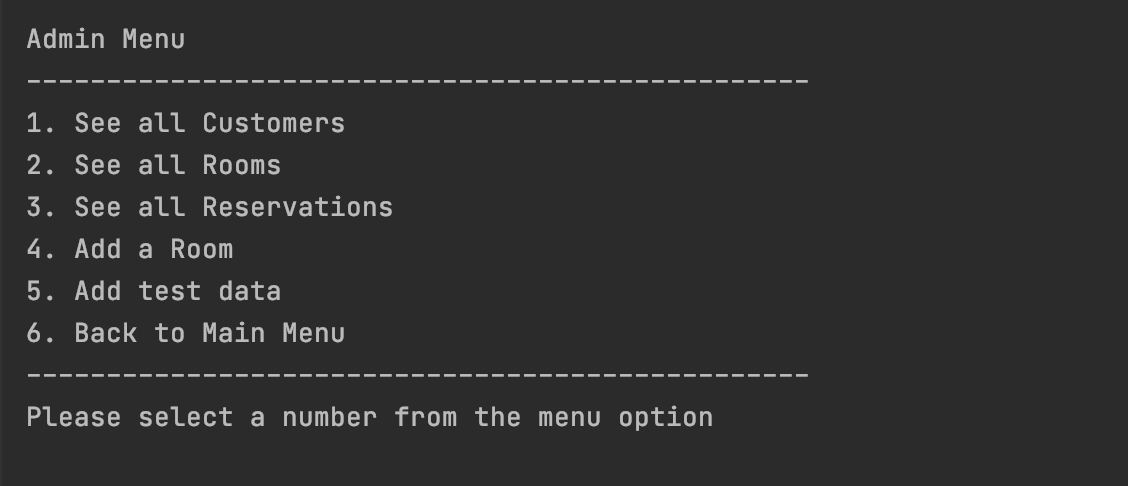 Admin Menu
-------------------------------------------------
1. See all Customers
2. See all Rooms
3. See all Reservations
4. Add a Room
5. Add test data
6. Back to Main Menu
-------------------------------------------------
Please select a number from the menu option